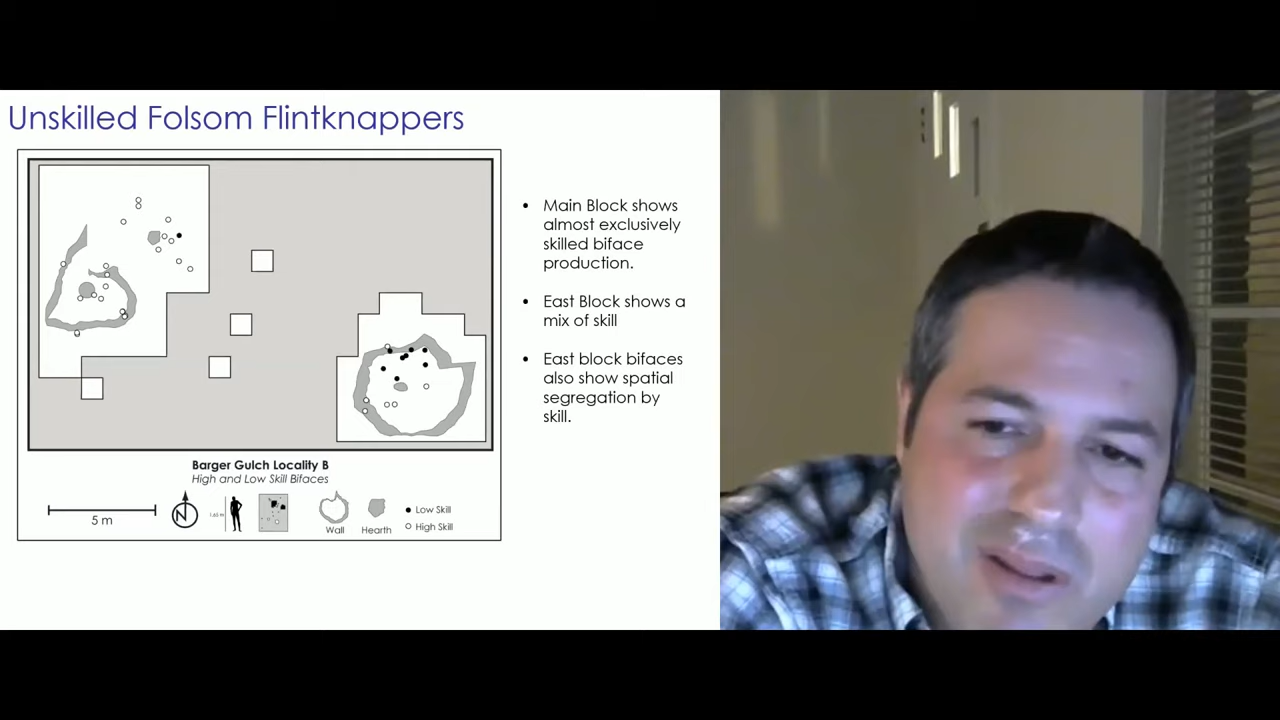 Unskilled Folsom Flintknappers
• Main Block shows
almost exclusively
skilled biface
production.
• East Block shows a
mix of skill
• East block bifaces
also show spatial
segregation by
skill.
Barger Gulch Locality B
High and Low Skill Bifaces
5 m
N
Wall
Hearth
Low Skill
High Skill